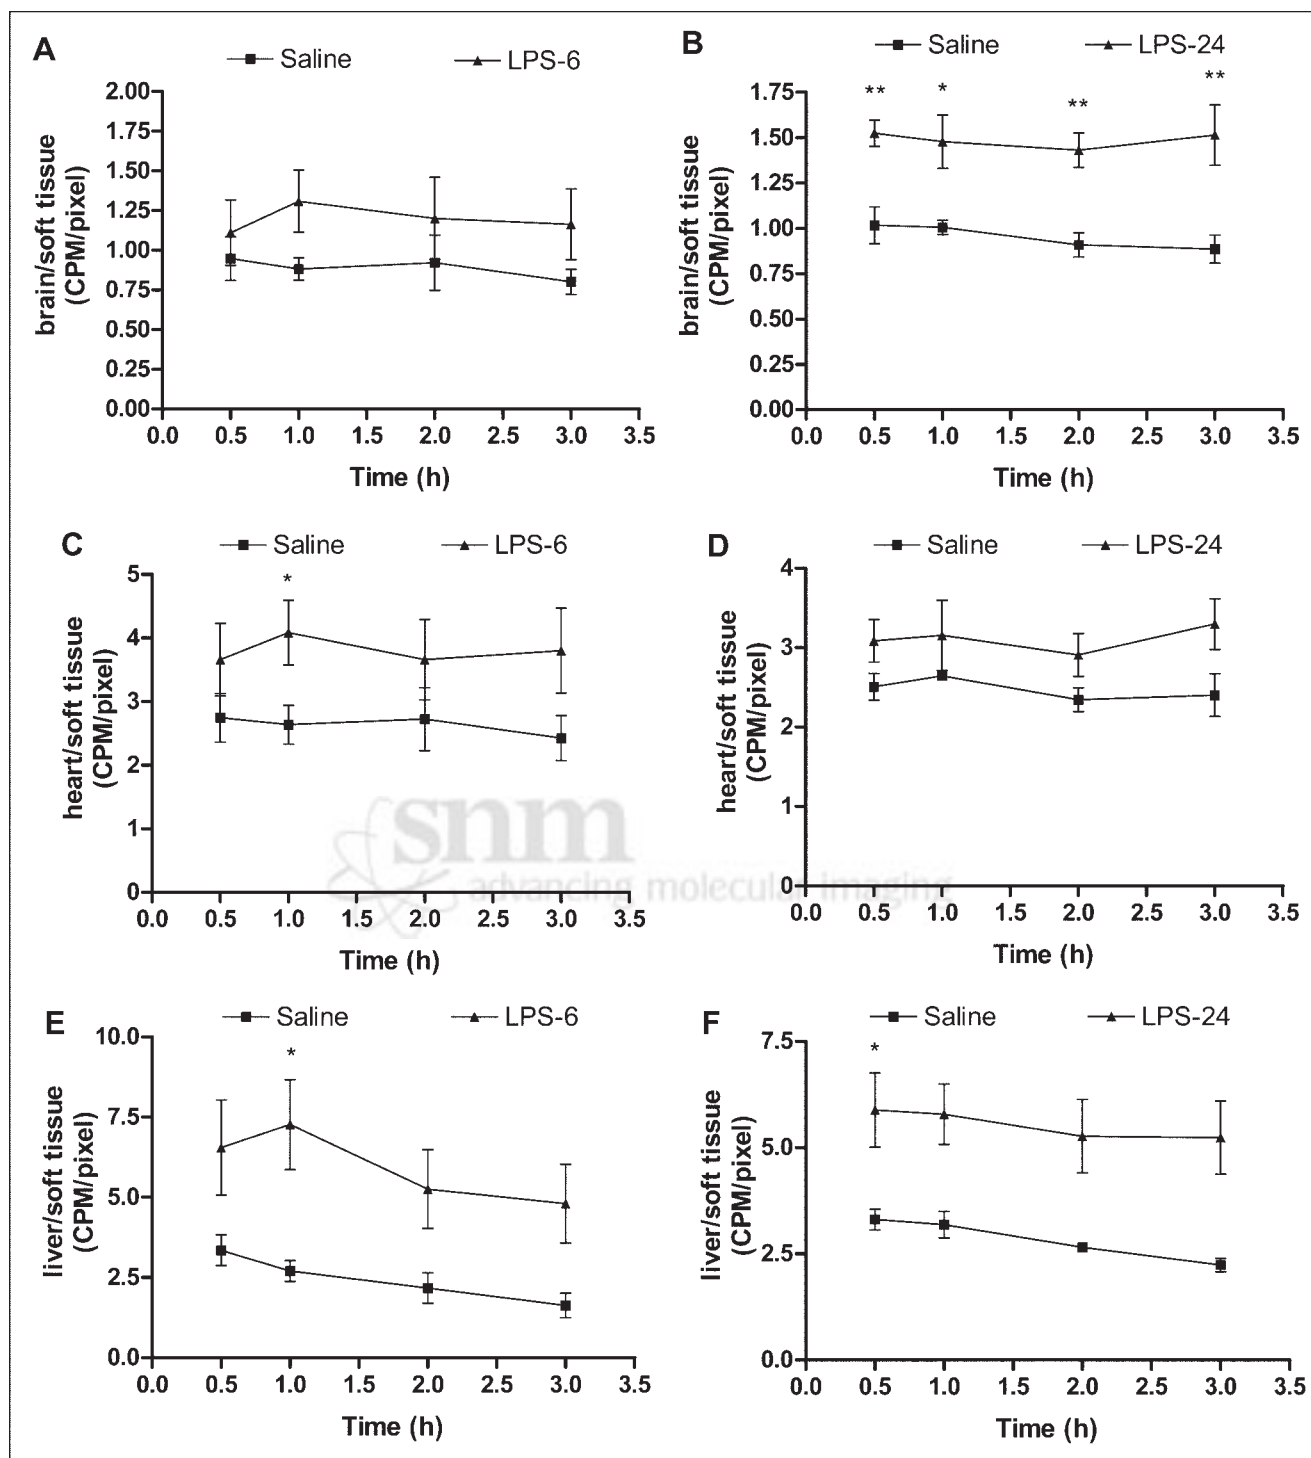 A
Saline LPS-6
brain/soft tissue
(CPM/pixel)
2.00
1.75
1.50
1.25
1.00
0.75
0.50
0.25
0.00
0.0 0.5 1.0 1.5 2.0 2.5 3.0 3.5
Time (h)
B
Saline LPS-24
** * ** **
brain/soft tissue
(CPM/pixel)
1.75
1.50
1.25
1.00
0.75
0.50
0.25
0.00
0.0 0.5 1.0 1.5 2.0 2.5 3.0 3.5
Time (h)
C
Saline LPS-6
*
heart/soft tissue
(CPM/pixel)
5
4
3
2
1
0
0.0 0.5 1.0 1.5 2.0 2.5 3.0 3.5
Time (h)
D
Saline LPS-24
heart/soft tissue
(CPM/pixel)
4
3
2
1
0
0.0 0.5 1.0 1.5 2.0 2.5 3.0 3.5
Time (h)
snm
advancing molecular imaging
E
Saline LPS-6
*
liver/soft tissue
(CPM/pixel)
10.0
7.5
5.0
2.5
0.0
0.0 0.5 1.0 1.5 2.0 2.5 3.0 3.5
Time (h)
F
Saline LPS-24
*
liver/soft tissue
(CPM/pixel)
7.5
5.0
2.5
0.0
0.0 0.5 1.0 1.5 2.0 2.5 3.0 3.5
Time (h)